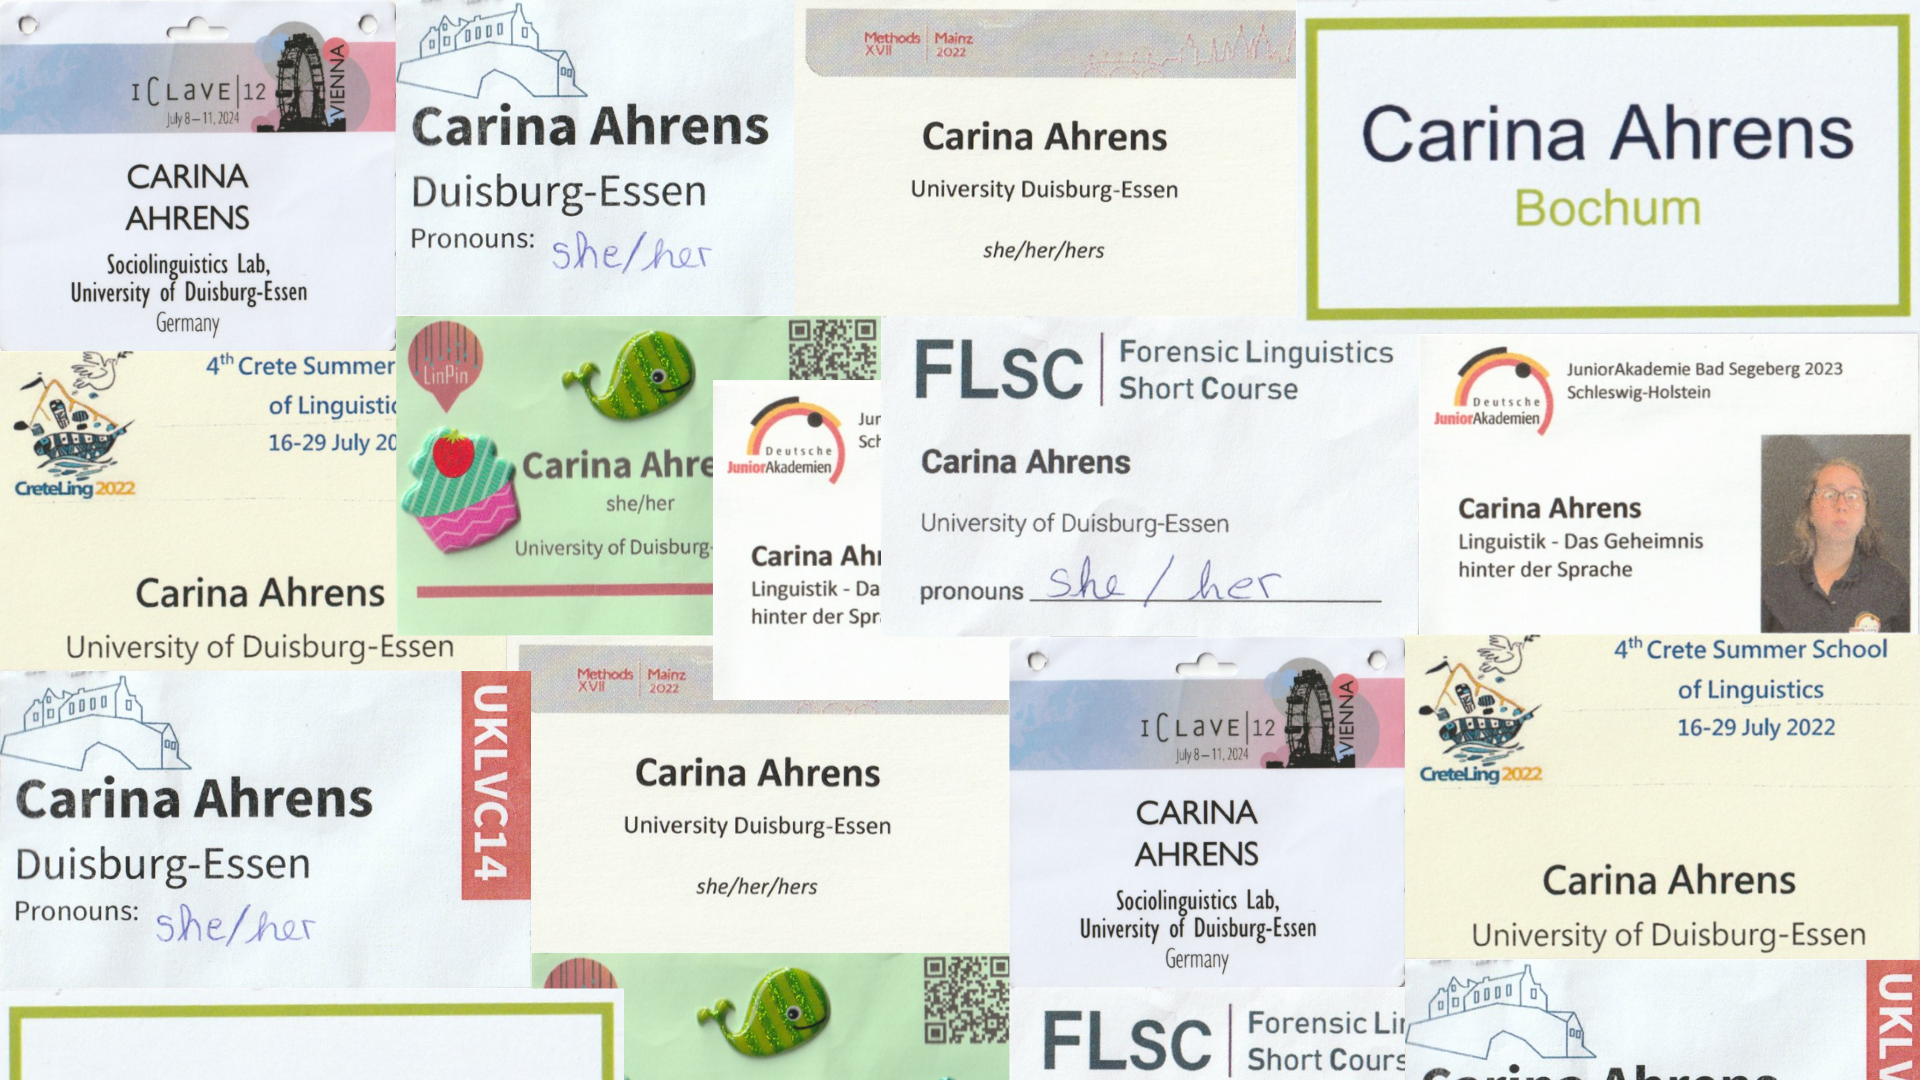 ICLaVE|12
July 8 – 11, 2024
VIENNA
CARINA
AHRENS
Sociolinguistics Lab,
University of Duisburg-Essen
Germany
Carina Ahrens
Duisburg-Essen
Pronouns: she/her
Methods XVII | Mainz 2022
Carina Ahrens
University Duisburg-Essen
she/her/hers
Carina Ahrens
Bochum
4th Crete Summer
of Linguistic
16-29 July 20
CreteLing 2022
Carina Ahrens
University of Duisburg-Essen
LinPin
Carina Ahre
she/her
University of Duisburg-
Jun
Sch
Deutsche
JuniorAkademien
Carina Ahr
Linguistik - Da
hinter der Spr
FLSC | Forensic Linguistics
Short Course
Carina Ahrens
University of Duisburg-Essen
pronouns she / her
JuniorAkademie Bad Segeberg 2023
Schleswig-Holstein
Deutsche
JuniorAkademien
Carina Ahrens
Linguistik - Das Geheimnis
hinter der Sprache
UKLVC14
Carina Ahrens
Duisburg-Essen
Pronouns: she/her
Methods XVII | Mainz 2022
Carina Ahrens
University Duisburg-Essen
she/her/hers
ICLaVE|12
July 8 – 11, 2024
VIENNA
CARINA
AHRENS
Sociolinguistics Lab,
University of Duisburg-Essen
Germany
4th Crete Summer School
of Linguistics
16-29 July 2022
CreteLing 2022
Carina Ahrens
University of Duisburg-Essen
FLSC | Forensic Lin
Short Cours
UKLV
Carina Ahrens